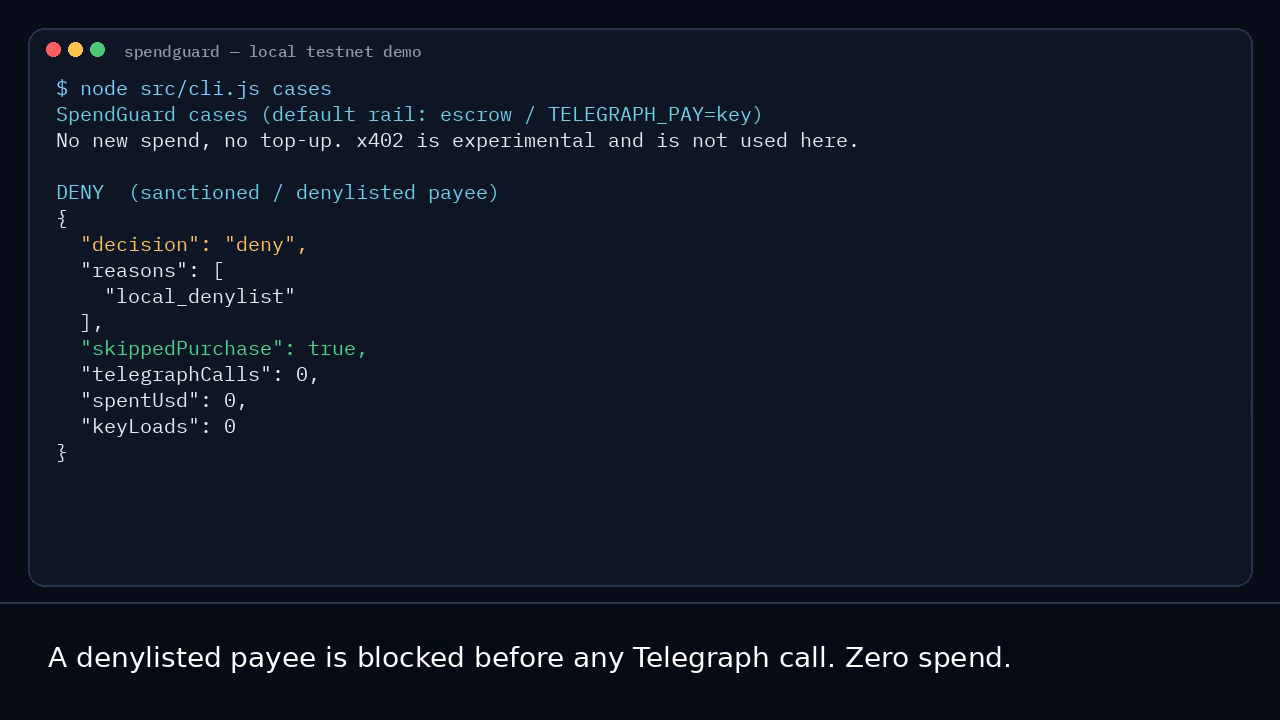 spendguard — local testnet demo
$ node src/cli.js cases
SpendGuard cases (default rail: escrow / TELEGRAPH_PAY=key)
No new spend, no top-up. x402 is experimental and is not used here.
DENY  (sanctioned / denylisted payee)
{
  "decision": "deny",
  "reasons": [
    "local_denylist"
  ],
  "skippedPurchase": true,
  "telegraphCalls": 0,
  "spentUsd": 0,
  "keyLoads": 0
}
A denylisted payee is blocked before any Telegraph call. Zero spend.